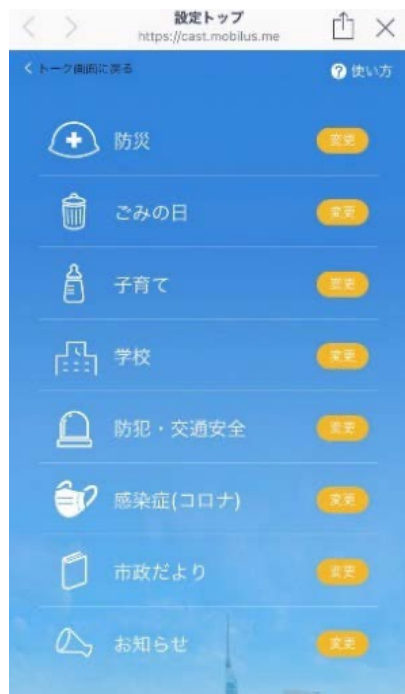 設定トップ
https://cast.mobilus.me
トーク画面に戻る
? 使い方
防災 変更
ごみの日 変更
子育て 変更
学校 変更
防犯・交通安全 変更
感染症(コロナ) 変更
市政だより 変更
お知らせ 変更